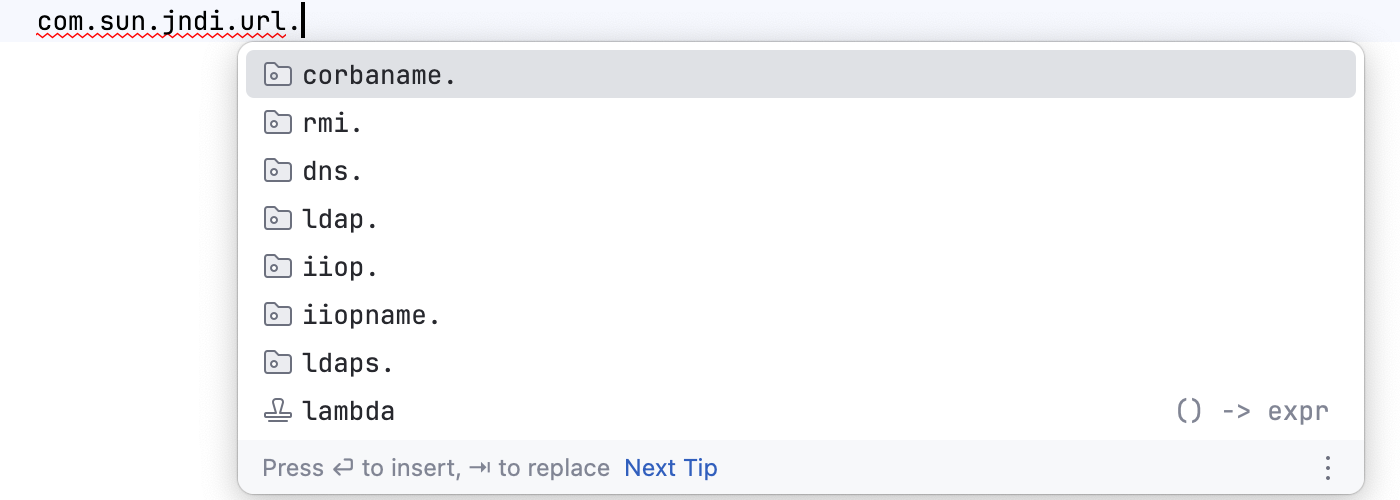 com.sun.jndi.url.
corbaname.
rmi.
dns.
ldap.
iiop.
iiopname.
ldaps.
lambda () -> expr
Press ⏎ to insert, ⇥ to replace Next Tip